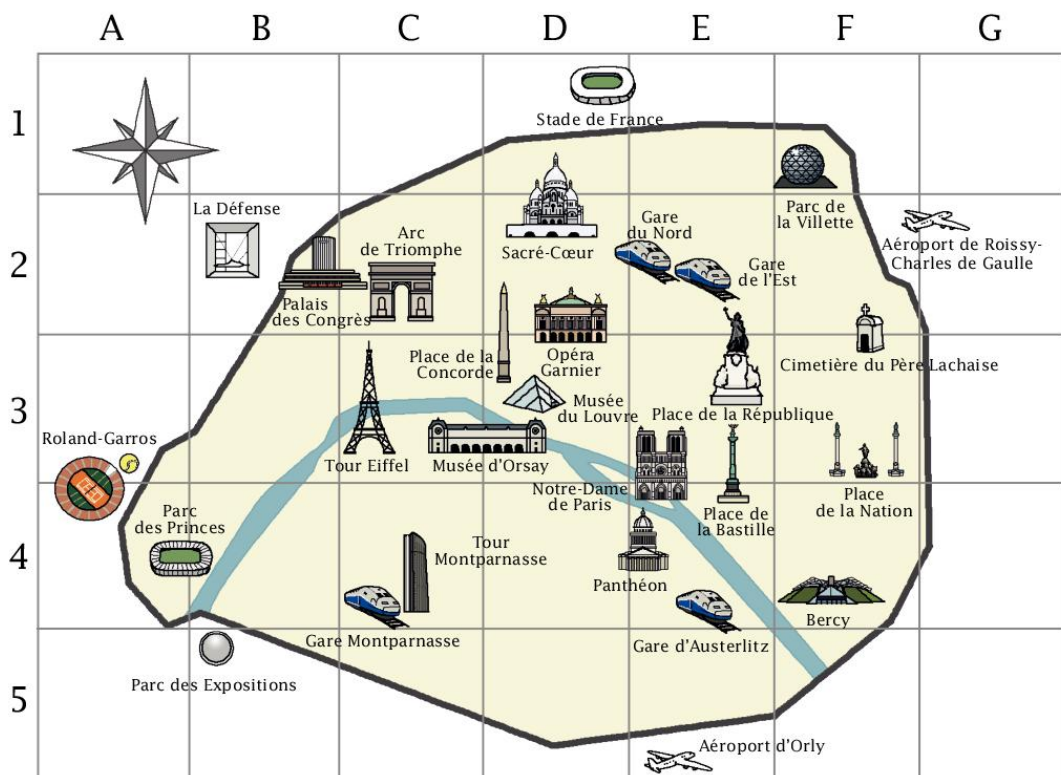 A B C D E F G
1
Stade de France
La Défense
Parc de
la Villette
Gare
du Nord
Arc
de Triomphe
2
Sacré-Cœur
Aéroport de Roissy-
Charles de Gaulle
Gare
de l'Est
Palais
des Congrès
Place de la
Concorde
Opéra
Garnier
Cimetière du Père Lachaise
3
Musée
du Louvre
Place de la République
Roland-Garros
Tour Eiffel
Musée d'Orsay
Notre-Dame
de Paris
Place de
la Bastille
Place
de la Nation
Parc
des Princes
4
Tour
Montparnasse
Panthéon
Bercy
Gare Montparnasse
Gare d'Austerlitz
Parc des Expositions
5
Aéroport d'Orly